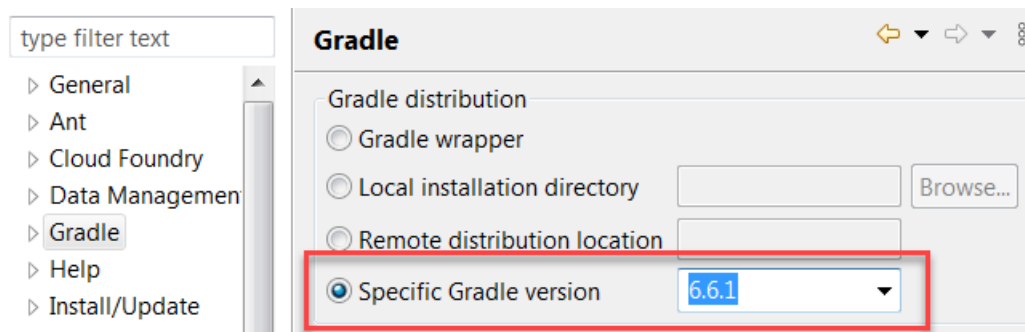 type filter text
General
Ant
Cloud Foundry
Data Managemen
Gradle
Help
Install/Update
Gradle
Gradle distribution
Gradle wrapper
Local installation directory
Browse...
Remote distribution location
Specific Gradle version
6.6.1